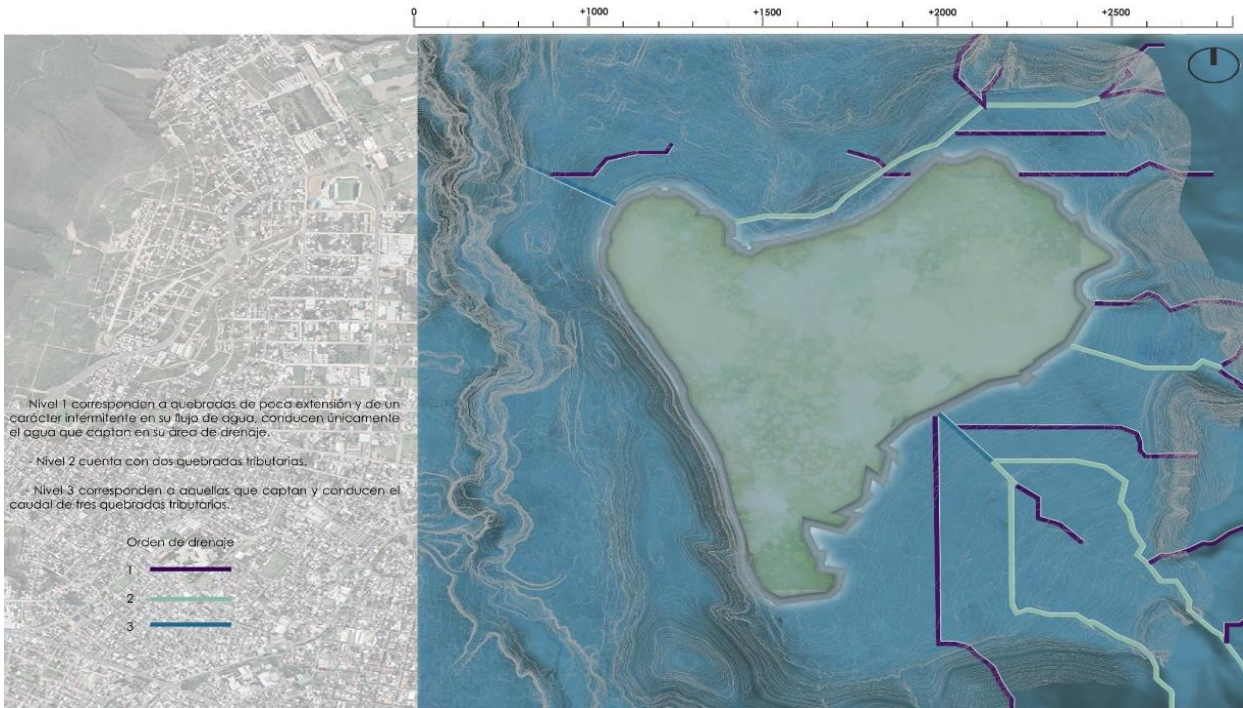 0 +1000 +1500 +2000 +2500
Nivel 1 corresponden a quebradas de poca extensión y de un
carácter intermitente en su flujo de agua, conducen únicamente
el agua que captan en su área de drenaje.
Nivel 2 cuenta con dos quebradas tributarias.
Nivel 3 corresponden a aquellas que captan y conducen el
caudal de tres quebradas tributarias.
Orden de drenaje
1
2
3